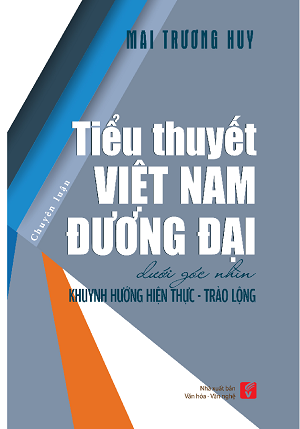 MAI TRƯƠNG HUY
Tiểu thuyết
VIỆT NAM
ĐƯƠNG ĐẠI
Chuyên luận
dưới góc nhìn
KHUYNH HƯỚNG HIỆN THỰC - TRÀO LỘNG
Nhà xuất bản
Văn hóa - Văn nghệ